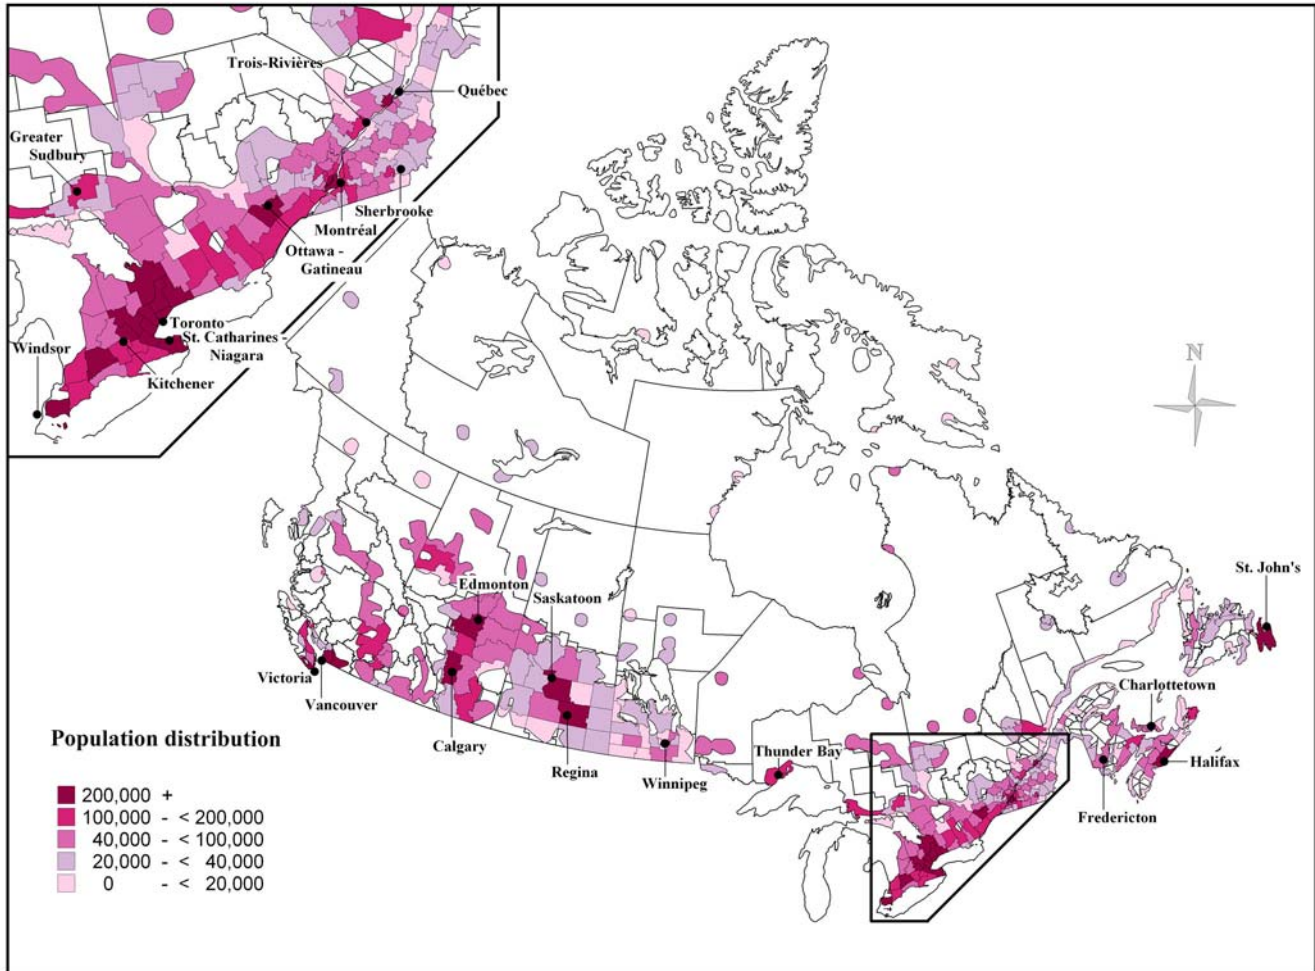 Trois-Rivières
Québec
Greater
Sudbury
Sherbrooke
Montréal
Ottawa -
Gatineau
Toronto
St. Catharines -
Niagara
Windsor
Kitchener
N
St. John's
Edmonton
Saskatoon
Victoria
Vancouver
Charlottetown
Calgary
Regina
Winnipeg
Thunder Bay
Halifax
Fredericton
Population distribution
200,000 +
100,000 - < 200,000
40,000 - < 100,000
20,000 - < 40,000
0 - < 20,000